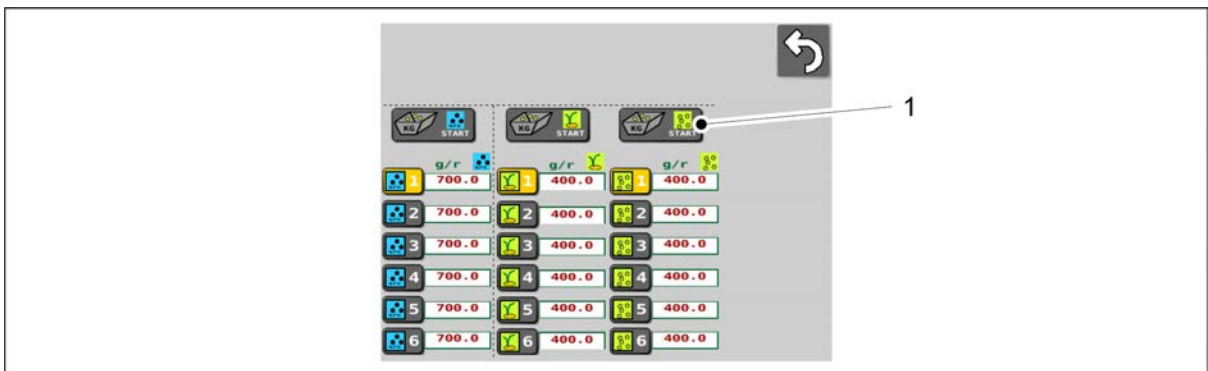 1
KG START KG START KG START
g/r g/r g/r
1 700.0 1 400.0 1 400.0
2 700.0 2 400.0 2 400.0
3 700.0 3 400.0 3 400.0
4 700.0 4 400.0 4 400.0
5 700.0 5 400.0 5 400.0
6 700.0 6 400.0 6 400.0